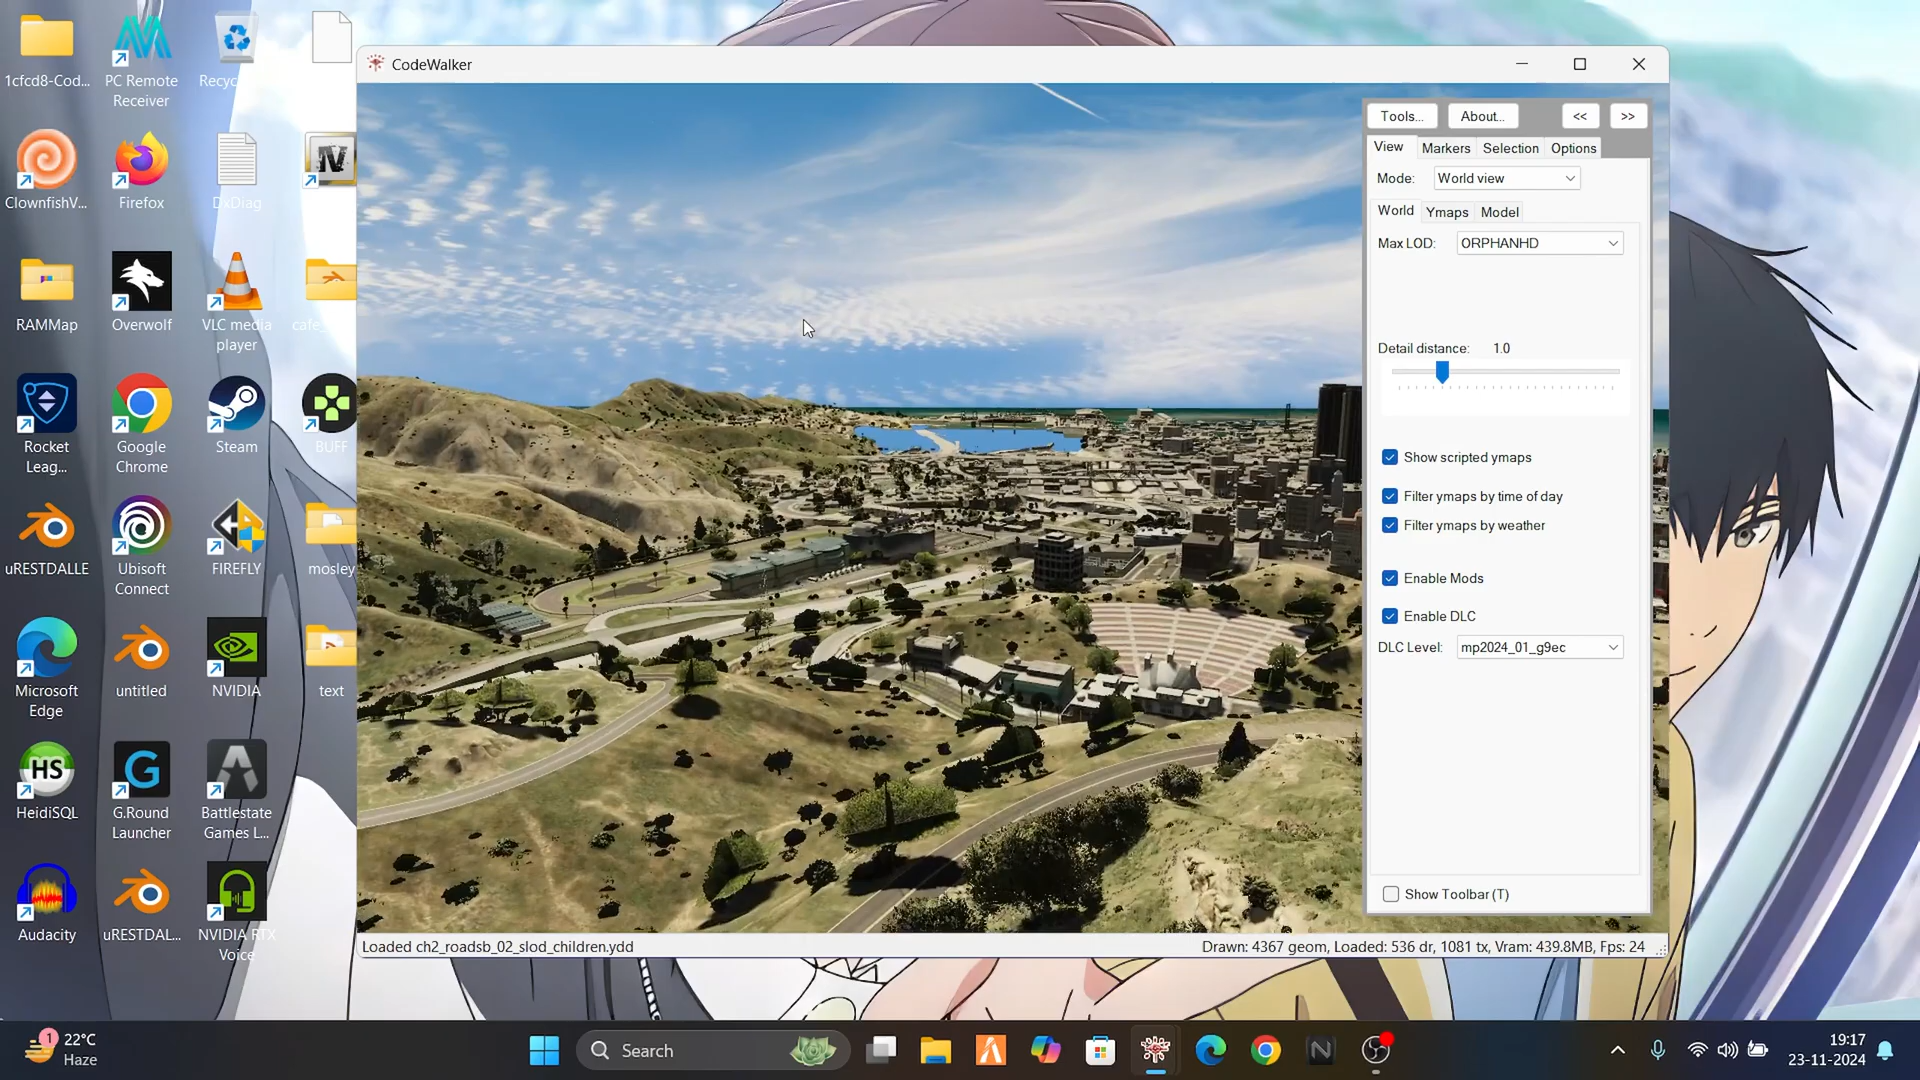 1cfcd8-Cod...
PC Remote
Receiver
Recyc
ClownfishV...
Firefox
DxDiag
IV
RAMMap
Overwolf
VLC media
player
cafe
Rocket
Leag...
Google
Chrome
Steam
BUFF
uRESTDALLE
Ubisoft
Connect
FIREFLY
mosley
Microsoft
Edge
untitled
NVIDIA
text
HS
HeidiSQL
G
G.Round
Launcher
Battlestate
Games L...
Audacity
uRESTDAL...
NVIDIA RTX
Voice
CodeWalker
Tools...
About...
<<
>>
View
Markers
Selection
Options
Mode:
World view
World
Ymaps
Model
Max LOD:
ORPHANHD
Detail distance:
1.0
Show scripted ymaps
Filter ymaps by time of day
Filter ymaps by weather
Enable Mods
Enable DLC
DLC Level:
mp2024_01_g9ec
Show Toolbar (T)
Loaded ch2_roadsb_02_slod_children.ydd
Drawn: 4367 geom, Loaded: 536 dr, 1081 tx, Vram: 439.8MB, Fps: 24
1
22°C
Haze
Search
N
19:17
23-11-2024